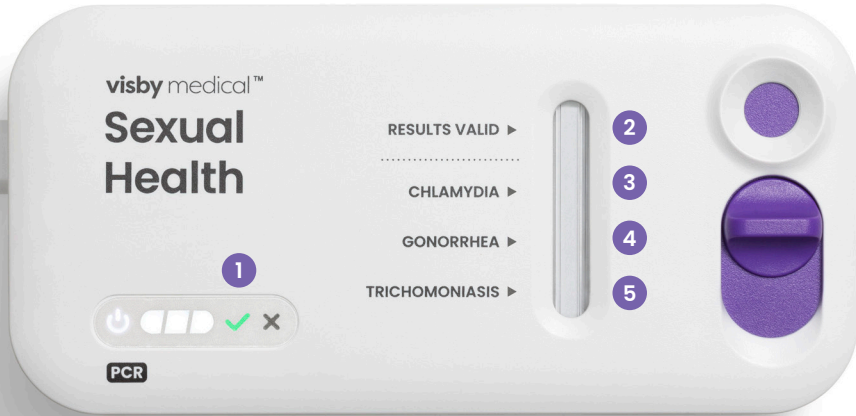 visby medical™
Sexual
Health
RESULTS VALID ▶
CHLAMYDIA ▶
GONORRHEA ▶
TRICHOMONIASIS ▶
1
2
3
4
5
PCR